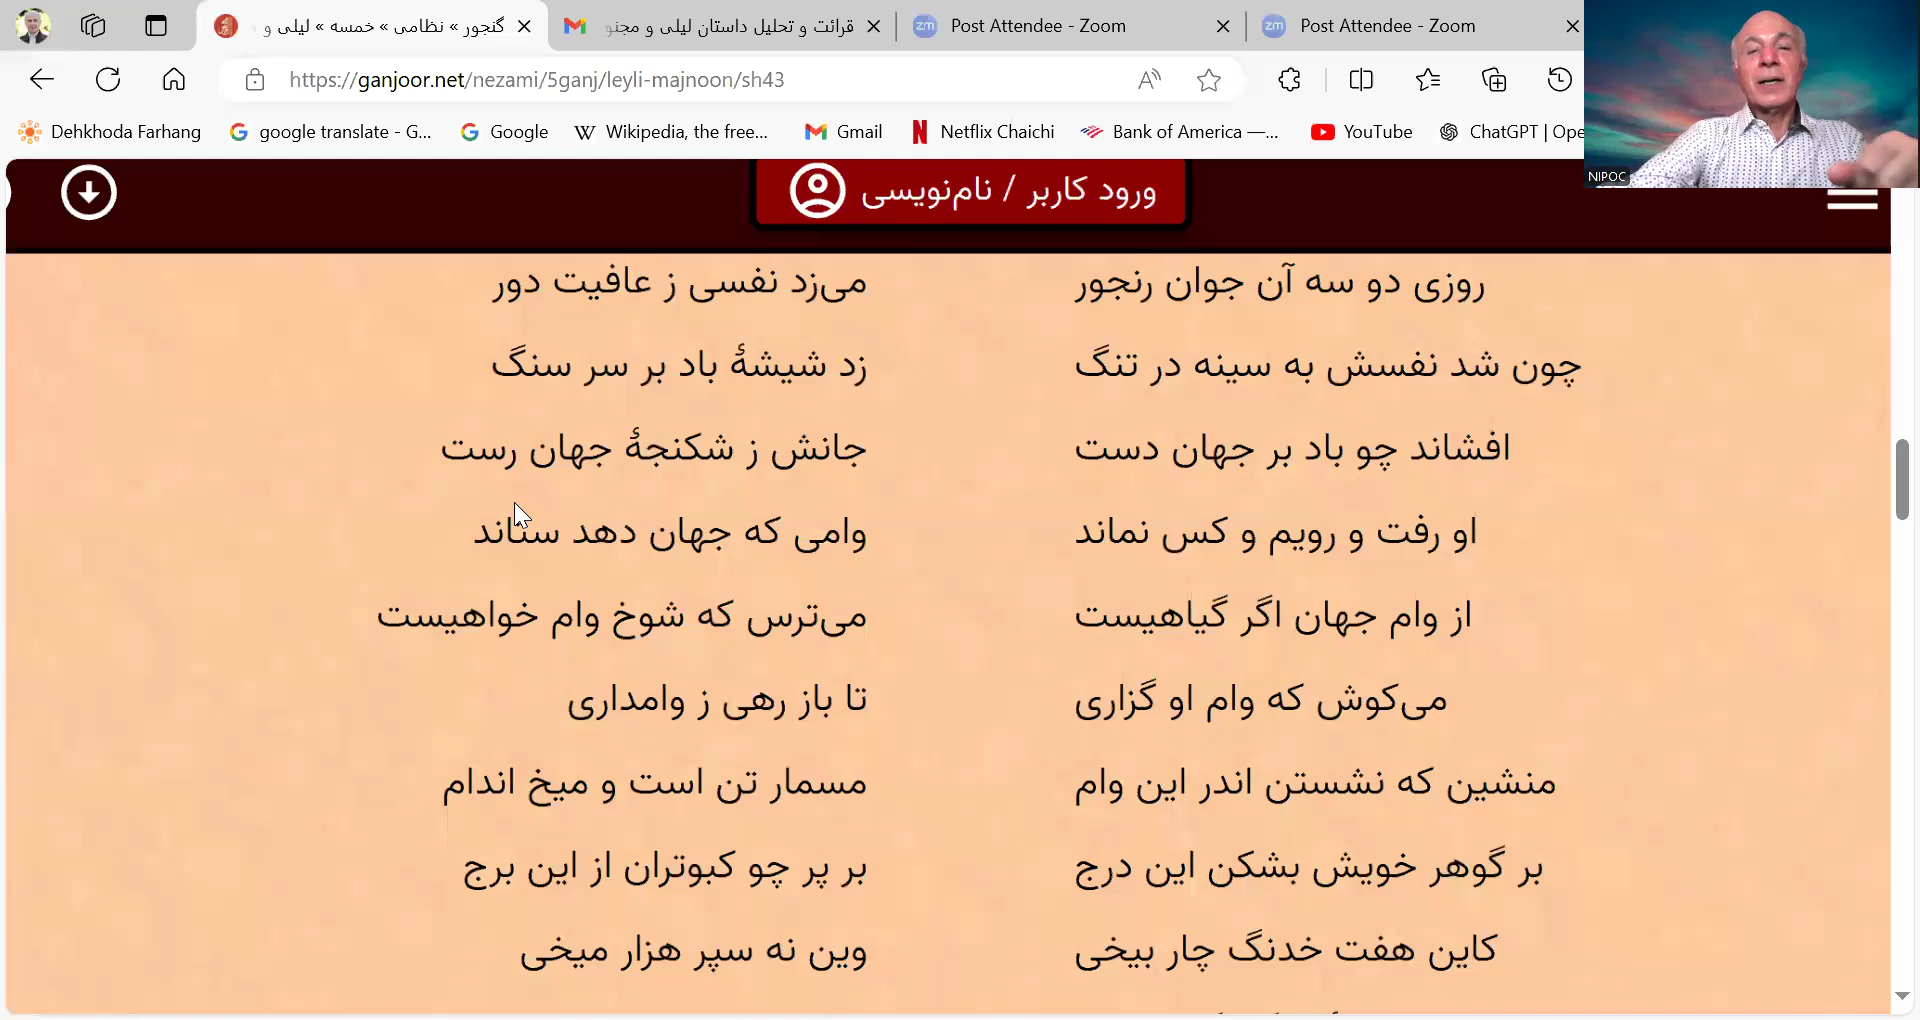 گنجور » نظامی » خمسه » لیلی و
قرائت و تحلیل داستان لیلی و مجنو
zm Post Attendee - Zoom
zm Post Attendee - Zoom
https://ganjoor.net/nezami/5ganj/leyli-majnoon/sh43
Dehkhoda Farhang
google translate - G...
Google
Wikipedia, the free...
Gmail
Netflix Chaichi
Bank of America —...
YouTube
ChatGPT | Ope
NIPOC
ورود کاربر / نام‌نویسی
روزی دو سه آن جوان رنجور
می‌زد نفسی ز عافیت دور
چون شد نفسش به سینه در تنگ
زد شیشهٔ باد بر سر سنگ
افشاند چو باد بر جهان دست
جانش ز شکنجهٔ جهان رست
او رفت و رویم و کس نماند
وامی که جهان دهد ستاند
از وام جهان اگر گیاهیست
می‌ترس که شوخ وام خواهیست
می‌کوش که وام او گزاری
تا باز رهی ز وامداری
منشین که نشستن اندر این وام
مسمار تن است و میخ اندام
بر گوهر خویش بشکن این درج
بر پر چو کبوتران از این برج
کاین هفت خدنگ چار بیخی
وین نه سپر هزار میخی